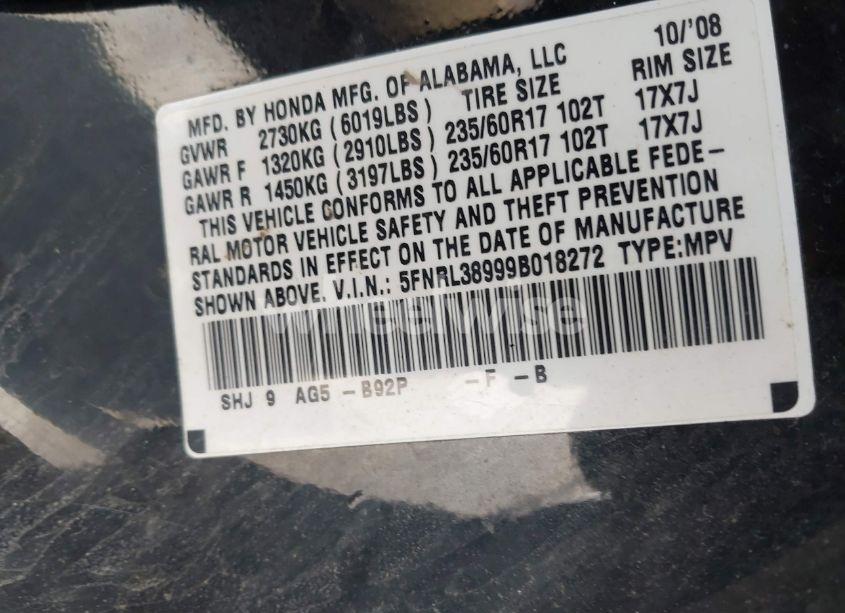 MFD. BY HONDA MFG. OF ALABAMA, LLC 10/'08
GVWR 2730KG (6019LBS) TIRE SIZE RIM SIZE
GAWR F 1320KG (2910LBS) 235/60R17 102T 17X7J
GAWR R 1450KG (3197LBS) 235/60R17 102T 17X7J
THIS VEHICLE CONFORMS TO ALL APPLICABLE FEDE-
RAL MOTOR VEHICLE SAFETY AND THEFT PREVENTION
STANDARDS IN EFFECT ON THE DATE OF MANUFACTURE
SHOWN ABOVE. V.I.N.: 5FNRL38999B018272 TYPE:MPV
wheelwise
SHJ 9 AG5 -B92P -F -B